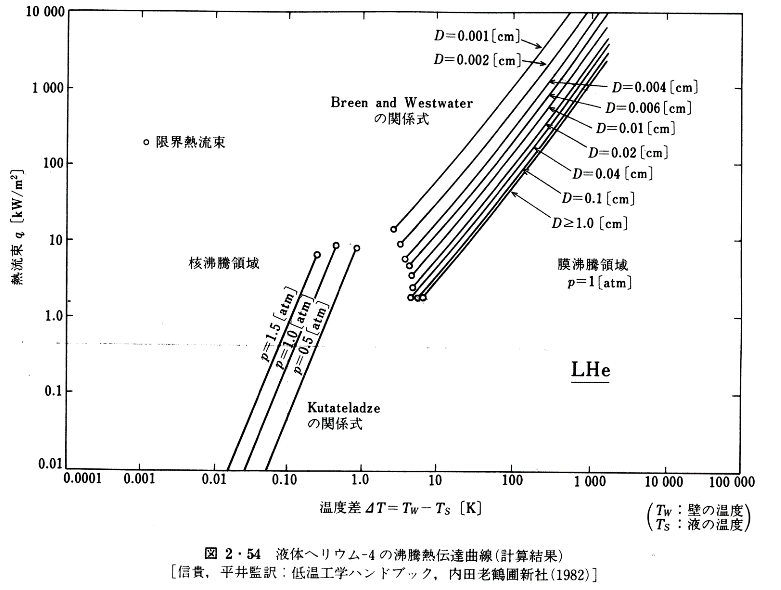 10 000
1 000
100
10
1.0
0.1
0.01
熱流束 q [kW/m²]
D=0.001[cm]
D=0.002[cm]
Breen and Westwater
の関係式
D=0.004[cm]
D=0.006[cm]
D=0.01[cm]
D=0.02[cm]
D=0.04[cm]
D=0.1[cm]
D≥1.0[cm]
限界熱流束
核沸騰領域
膜沸騰領域
p=1[atm]
p=1.5[atm]
p=1.0[atm]
p=0.5[atm]
LHe
Kutateladze
の関係式
0.0001
0.001
0.01
0.10
1.0
10
100
1 000
10 000
100 000
温度差 ΔT=TW−TS [K]
TW:壁の温度
TS:液の温度
図 2・54 液体ヘリウム-4の沸騰熱伝達曲線(計算結果)
[信貴,平井監訳:低温工学ハンドブック,内田老鶴圃新社(1982)]